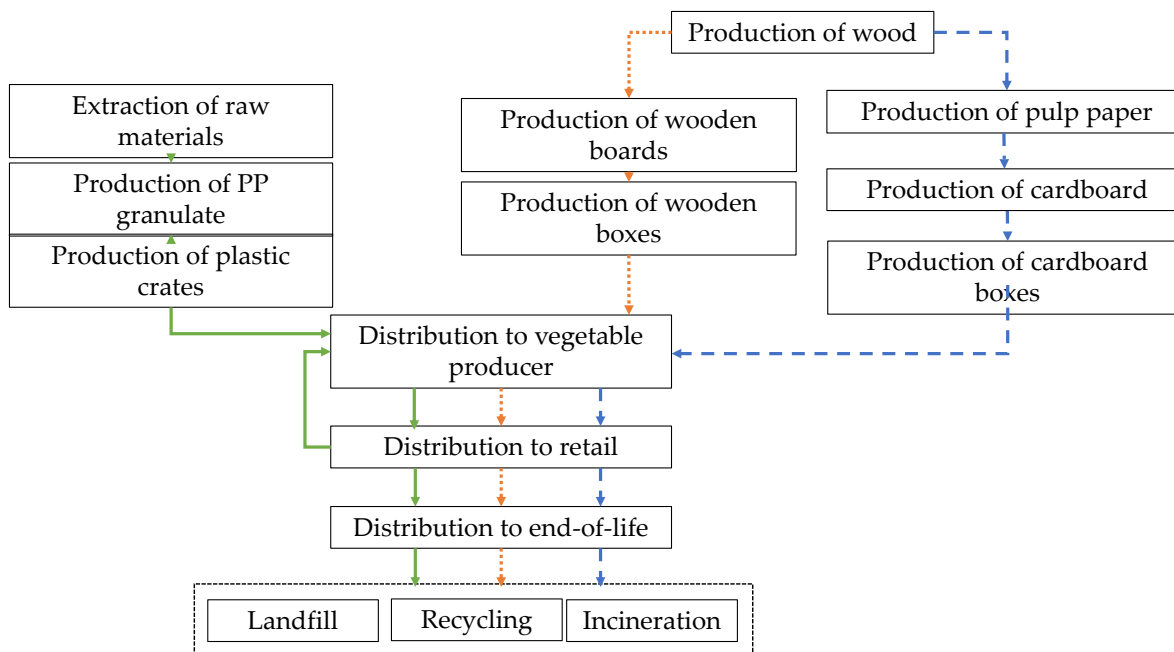 Production of wood
Extraction of raw
materials
Production of wooden
boards
Production of pulp paper
Production of PP
granulate
Production of wooden
boxes
Production of cardboard
Production of plastic
crates
Production of cardboard
boxes
Distribution to vegetable
producer
Distribution to retail
Distribution to end-of-life
Landfill
Recycling
Incineration